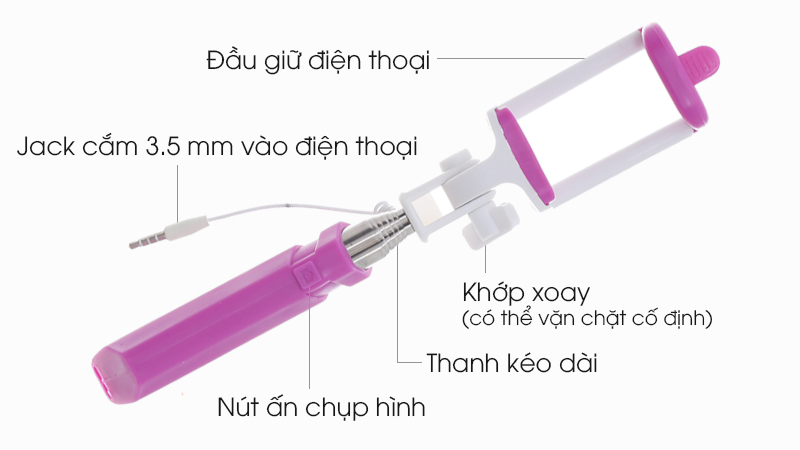 Đầu giữ điện thoại
Jack cắm 3.5 mm vào điện thoại
Khớp xoay
(có thể vặn chặt cố định)
Thanh kéo dài
Nút ấn chụp hình